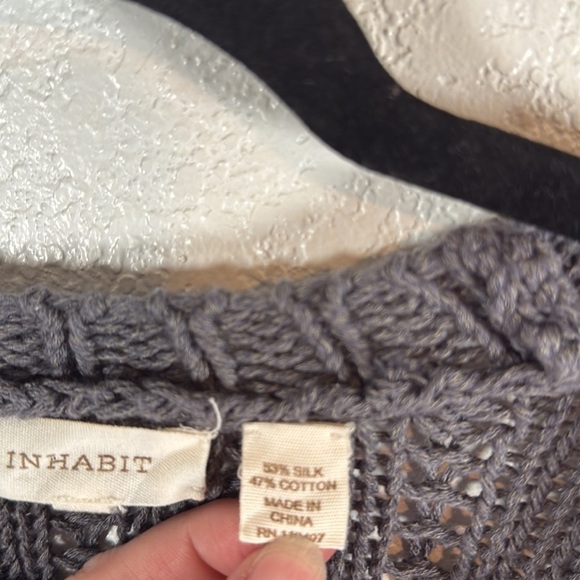 INHABIT
53% SILK
47% COTTON
MADE IN
CHINA
RN